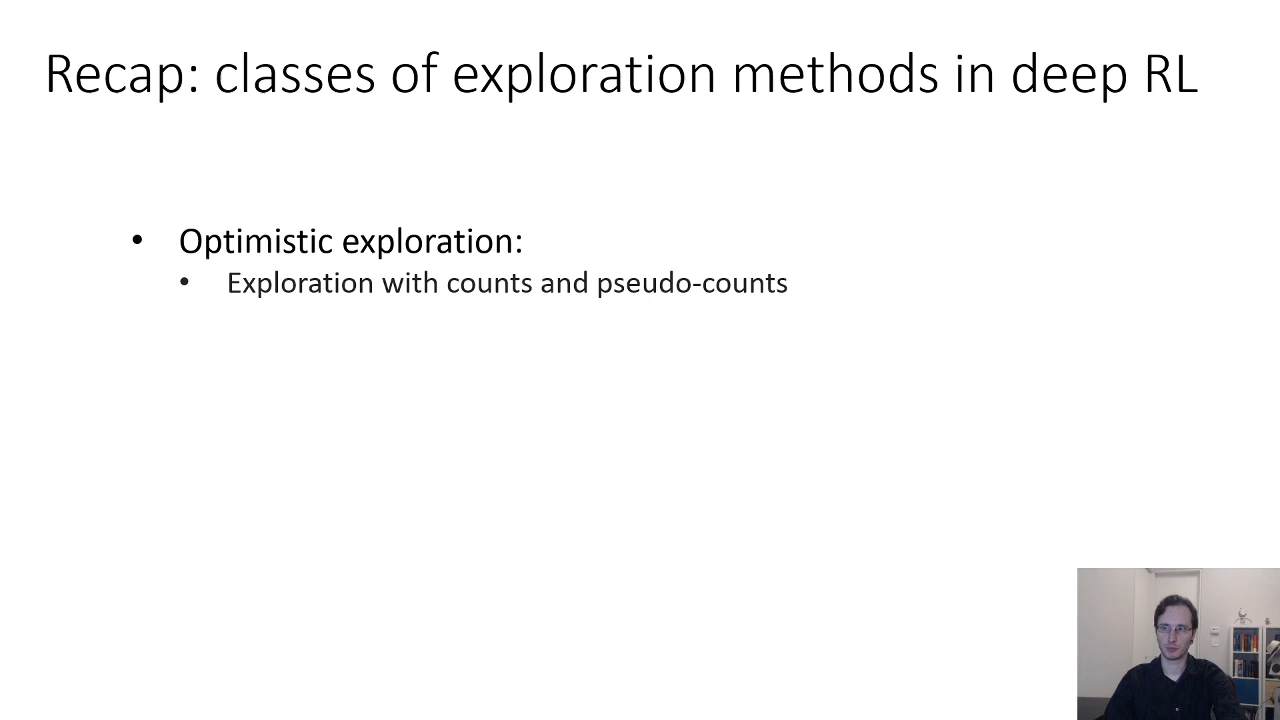 Recap: classes of exploration methods in deep RL
• Optimistic exploration:
• Exploration with counts and pseudo-counts